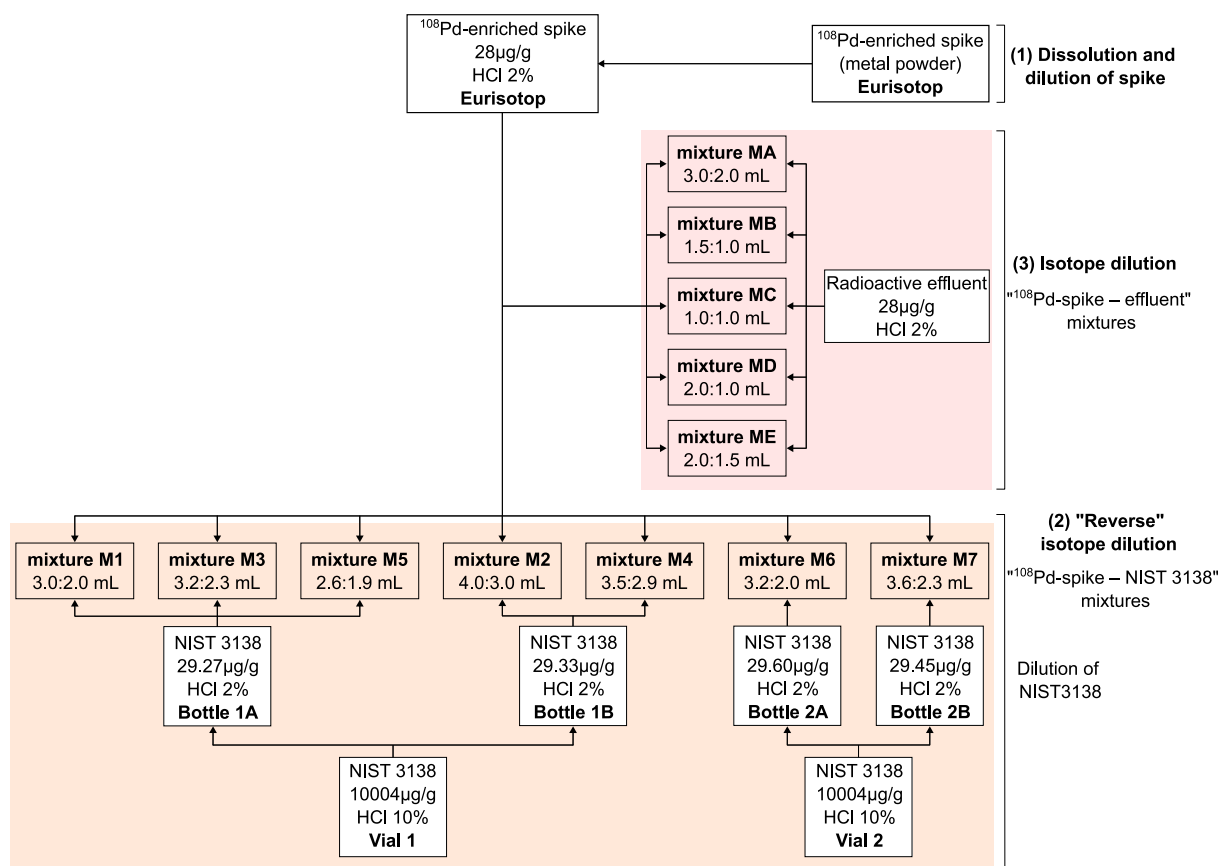 ¹⁰⁸Pd-enriched spike
28µg/g
HCl 2%
Eurisotop
¹⁰⁸Pd-enriched spike
(metal powder)
Eurisotop
(1) Dissolution and
dilution of spike
mixture MA
3.0:2.0 mL
mixture MB
1.5:1.0 mL
mixture MC
1.0:1.0 mL
mixture MD
2.0:1.0 mL
mixture ME
2.0:1.5 mL
Radioactive effluent
28µg/g
HCl 2%
(3) Isotope dilution
"¹⁰⁸Pd-spike – effluent"
mixtures
mixture M1
3.0:2.0 mL
mixture M3
3.2:2.3 mL
mixture M5
2.6:1.9 mL
mixture M2
4.0:3.0 mL
mixture M4
3.5:2.9 mL
mixture M6
3.2:2.0 mL
mixture M7
3.6:2.3 mL
(2) "Reverse"
isotope dilution
"¹⁰⁸Pd-spike – NIST 3138"
mixtures
NIST 3138
29.27µg/g
HCl 2%
Bottle 1A
NIST 3138
29.33µg/g
HCl 2%
Bottle 1B
NIST 3138
29.60µg/g
HCl 2%
Bottle 2A
NIST 3138
29.45µg/g
HCl 2%
Bottle 2B
Dilution of
NIST3138
NIST 3138
10004µg/g
HCl 10%
Vial 1
NIST 3138
10004µg/g
HCl 10%
Vial 2